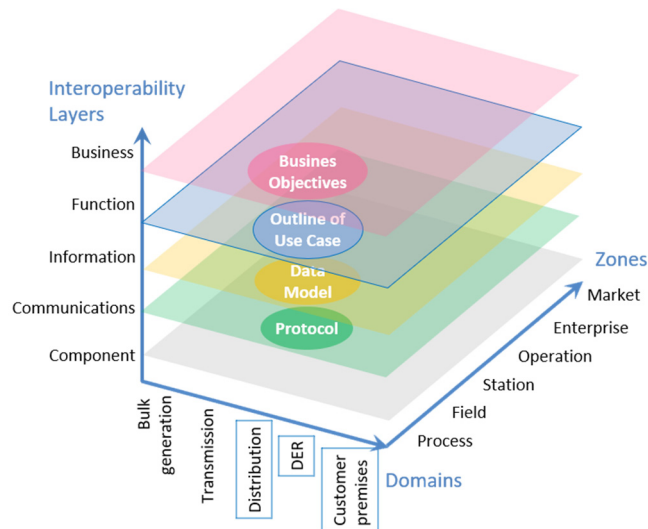 Interoperability
Layers
Business
Function
Information
Communications
Component
Busines
Objectives
Outline of
Use Case
Data
Model
Protocol
Zones
Market
Enterprise
Operation
Station
Field
Process
Bulk
generation
Transmission
Distribution
DER
Customer
premises
Domains